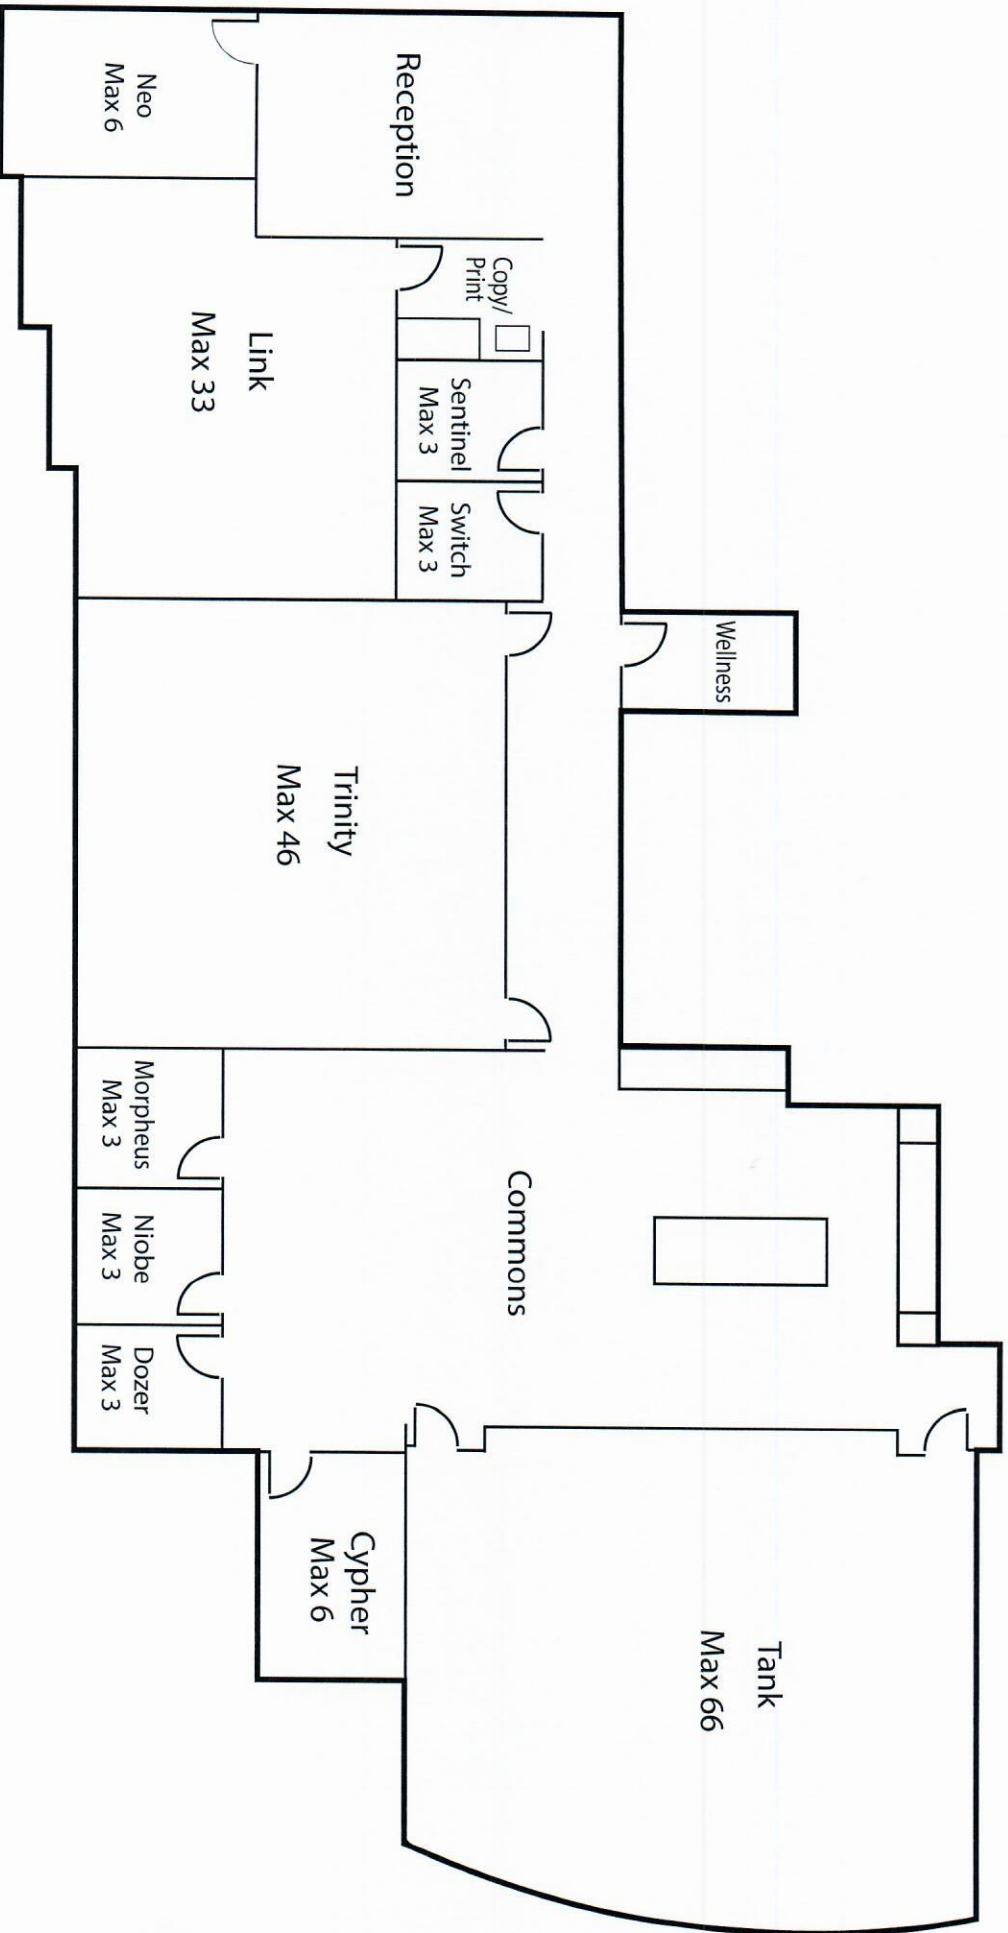 Reception
Neo
Max 6
Copy/
Print
Link
Max 33
Sentinel
Max 3
Switch
Max 3
Wellness
Trinity
Max 46
Morpheus
Max 3
Niobe
Max 3
Dozer
Max 3
Commons
Cypher
Max 6
Tank
Max 66